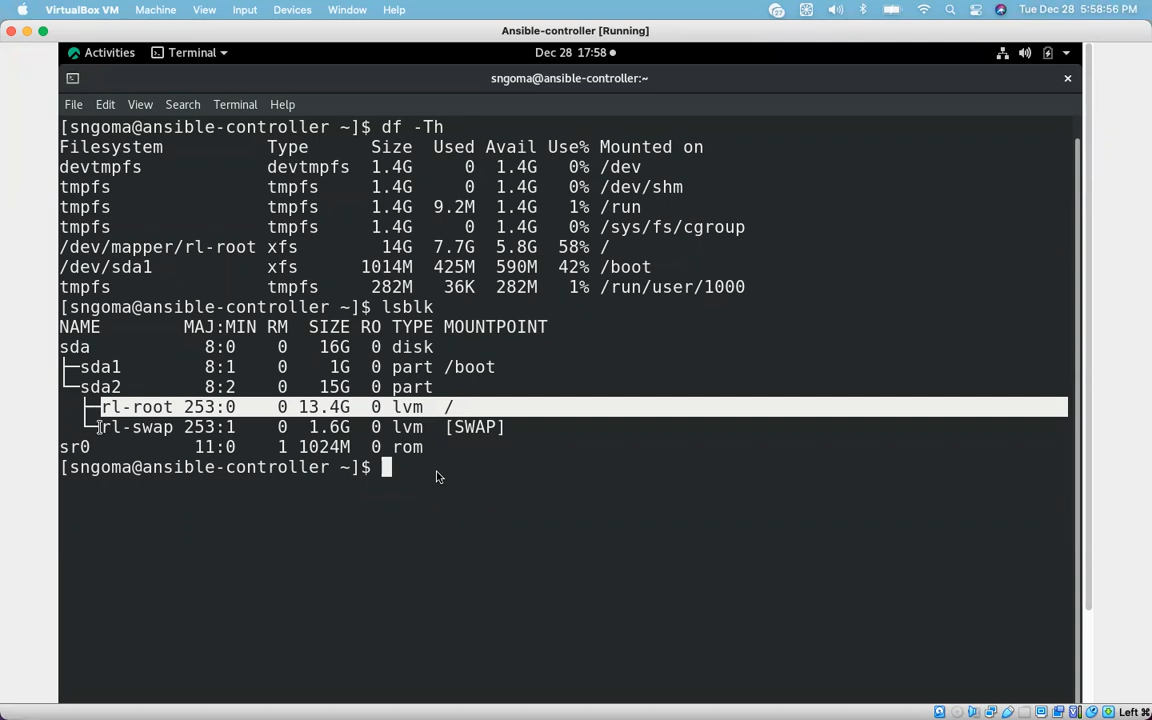 VirtualBox VM Machine View Input Devices Window Help Tue Dec 28 5:58:56 PM
Ansible-controller [Running]
Activities Terminal Dec 28 17:58
sngoma@ansible-controller:~
File Edit View Search Terminal Help
[sngoma@ansible-controller ~]$ df -Th
Filesystem Type Size Used Avail Use% Mounted on
devtmpfs devtmpfs 1.4G 0 1.4G 0% /dev
tmpfs tmpfs 1.4G 0 1.4G 0% /dev/shm
tmpfs tmpfs 1.4G 9.2M 1.4G 1% /run
tmpfs tmpfs 1.4G 0 1.4G 0% /sys/fs/cgroup
/dev/mapper/rl-root xfs 14G 7.7G 5.8G 58% /
/dev/sda1 xfs 1014M 425M 590M 42% /boot
tmpfs tmpfs 282M 36K 282M 1% /run/user/1000
[sngoma@ansible-controller ~]$ lsblk
NAME MAJ:MIN RM SIZE RO TYPE MOUNTPOINT
sda 8:0 0 16G 0 disk
├─sda1 8:1 0 1G 0 part /boot
└─sda2 8:2 0 15G 0 part
├─rl-root 253:0 0 13.4G 0 lvm /
└─rl-swap 253:1 0 1.6G 0 lvm [SWAP]
sr0 11:0 1 1024M 0 rom
[sngoma@ansible-controller ~]$
Left ⌘